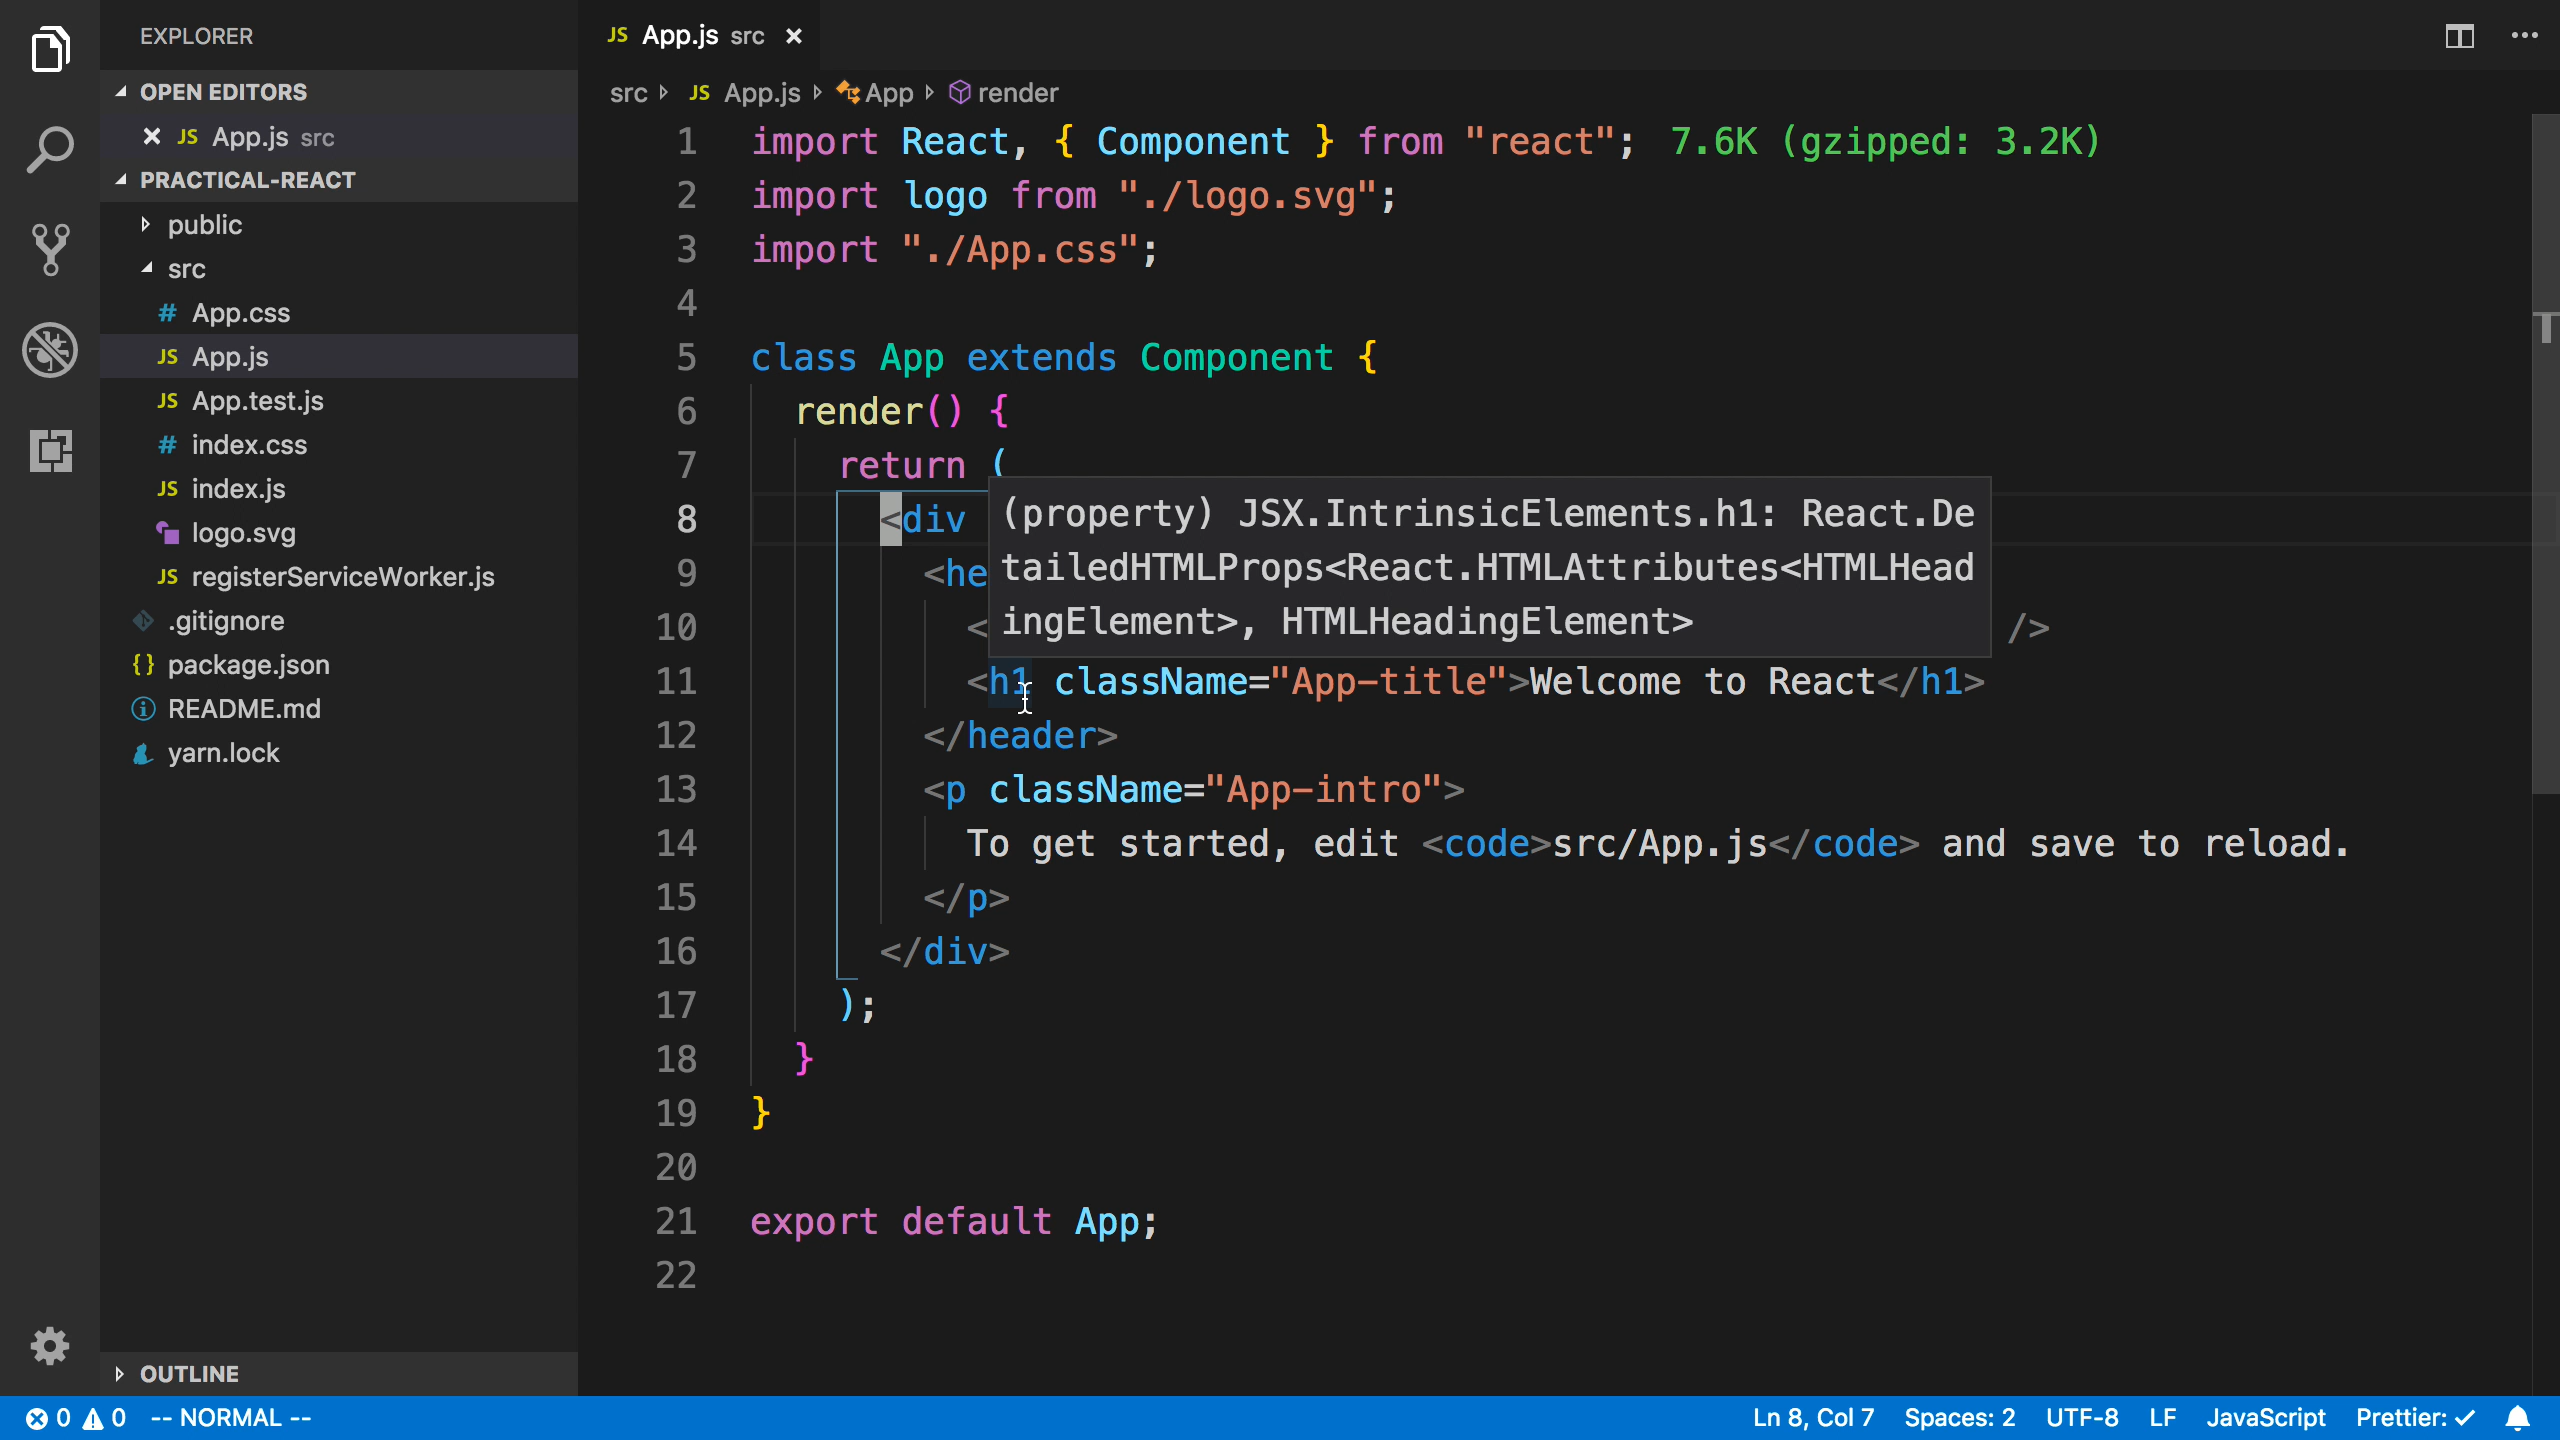 EXPLORER
OPEN EDITORS
JS App.js src
PRACTICAL-REACT
public
src
# App.css
JS App.js
JS App.test.js
# index.css
JS index.js
logo.svg
JS registerServiceWorker.js
.gitignore
{} package.json
README.md
yarn.lock
OUTLINE
JS App.js src
src JS App.js App render
1 import React, { Component } from "react"; 7.6K (gzipped: 3.2K)
2 import logo from "./logo.svg";
3 import "./App.css";
4
5 class App extends Component {
6 render() {
7 return (
8 <div
(property) JSX.IntrinsicElements.h1: React.De
tailedHTMLProps<React.HTMLAttributes<HTMLHead
ingElement>, HTMLHeadingElement>
9 <he
10 < />
11 <h1 className="App-title">Welcome to React</h1>
12 </header>
13 <p className="App-intro">
14 To get started, edit <code>src/App.js</code> and save to reload.
15 </p>
16 </div>
17 );
18 }
19 }
20
21 export default App;
22
0 0 -- NORMAL -- Ln 8, Col 7 Spaces: 2 UTF-8 LF JavaScript Prettier: ✓